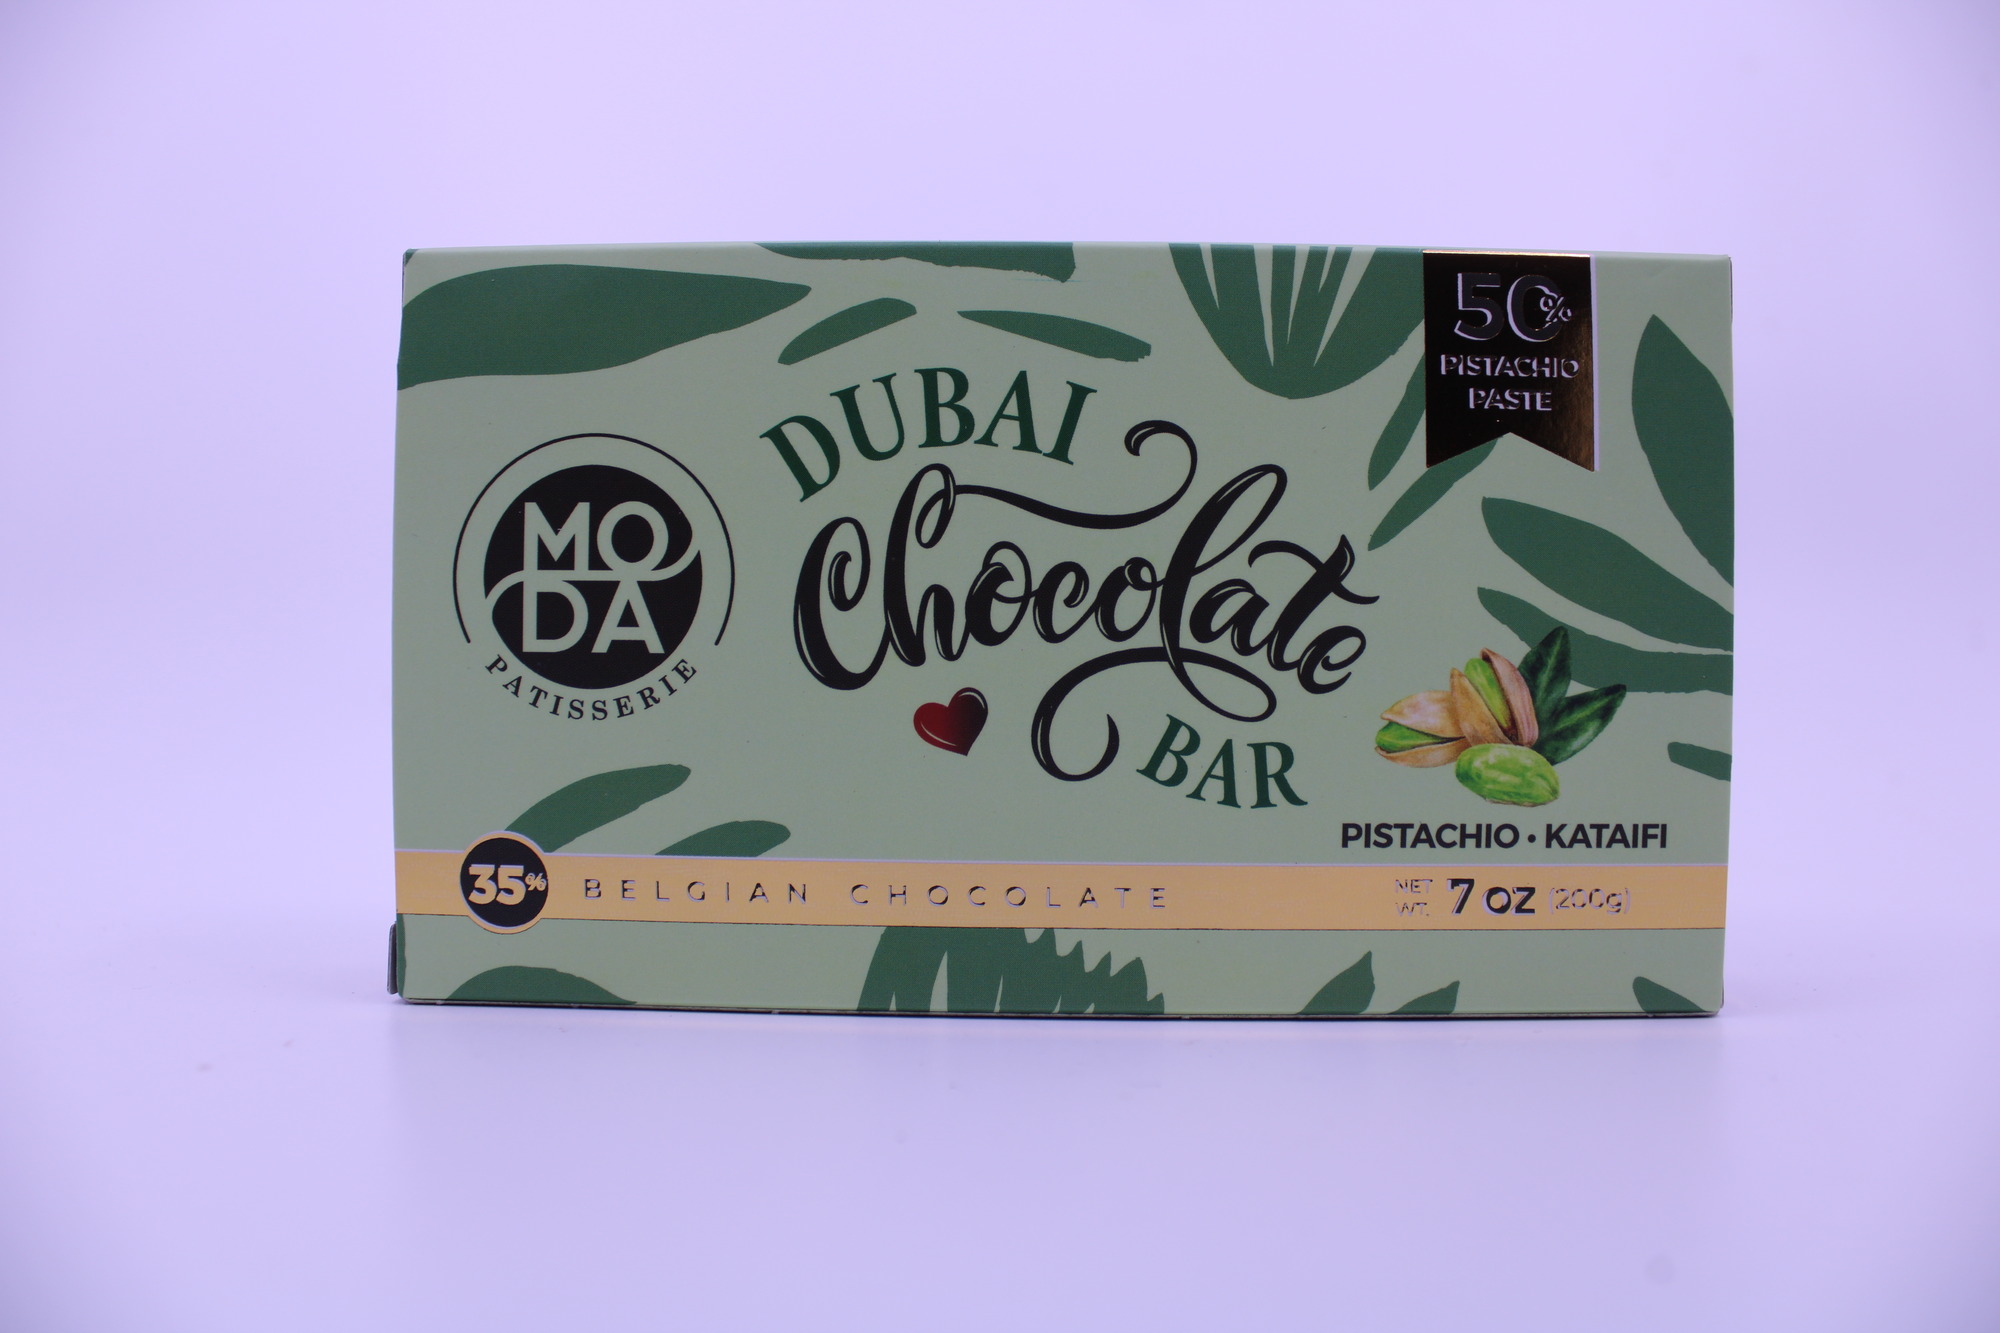 50%
PISTACHIO
PASTE
DUBAI
Chocolate
BAR
MO
DA
PATISSERIE
PISTACHIO • KATAIFI
35% BELGIAN CHOCOLATE
NET WT. 7 OZ (200g)